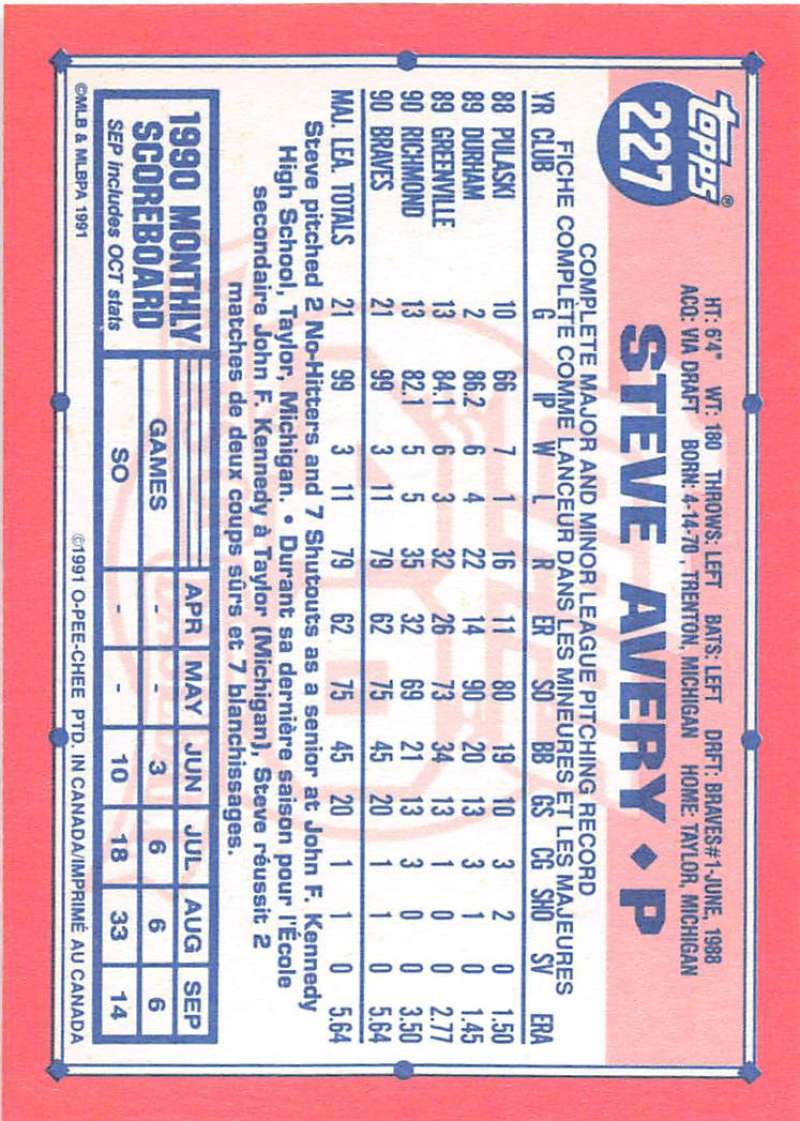 topps®
227
HT: 6'4" WT: 180 THROWS: LEFT BATS: LEFT DRFT: BRAVES #1-JUNE, 1988
ACQ: VIA DRAFT BORN: 4-14-70, TRENTON, MICHIGAN HOME: TAYLOR, MICHIGAN
STEVE AVERY ♦ P
COMPLETE MAJOR AND MINOR LEAGUE PITCHING RECORD
FICHE COMPLÈTE COMME LANCEUR DANS LES MINEURES ET LES MAJEURES
YR CLUB G IP W L R ER SO BB GS CG SHO SV ERA
88 PULASKI 10 66 7 1 16 11 80 19 10 3 2 0 1.50
89 DURHAM 2 86.2 6 4 22 14 90 20 13 3 1 0 1.45
89 GREENVILLE 13 84.1 6 3 32 26 73 34 13 1 0 0 2.77
90 RICHMOND 13 82.1 5 5 35 32 69 21 13 3 0 0 3.50
90 BRAVES 21 99 3 11 79 62 75 45 20 1 1 0 5.64
MAJ. LEA. TOTALS 21 99 3 11 79 62 75 45 20 1 1 0 5.64
Steve pitched 2 No-Hitters and 7 Shutouts as a senior at John F. Kennedy
High School, Taylor, Michigan. • Durant sa dernière saison pour l'École
secondaire John F. Kennedy à Taylor (Michigan), Steve réussit 2
matches de deux coups sûrs et 7 blanchissages.
1990 MONTHLY
SCOREBOARD
SEP includes OCT stats
APR MAY JUN JUL AUG SEP
GAMES - - 3 6 6 6
SO - - 10 18 33 14
©MLB & MLBPA 1991
©1991 O-PEE-CHEE PTD. IN CANADA/IMPRIMÉ AU CANADA